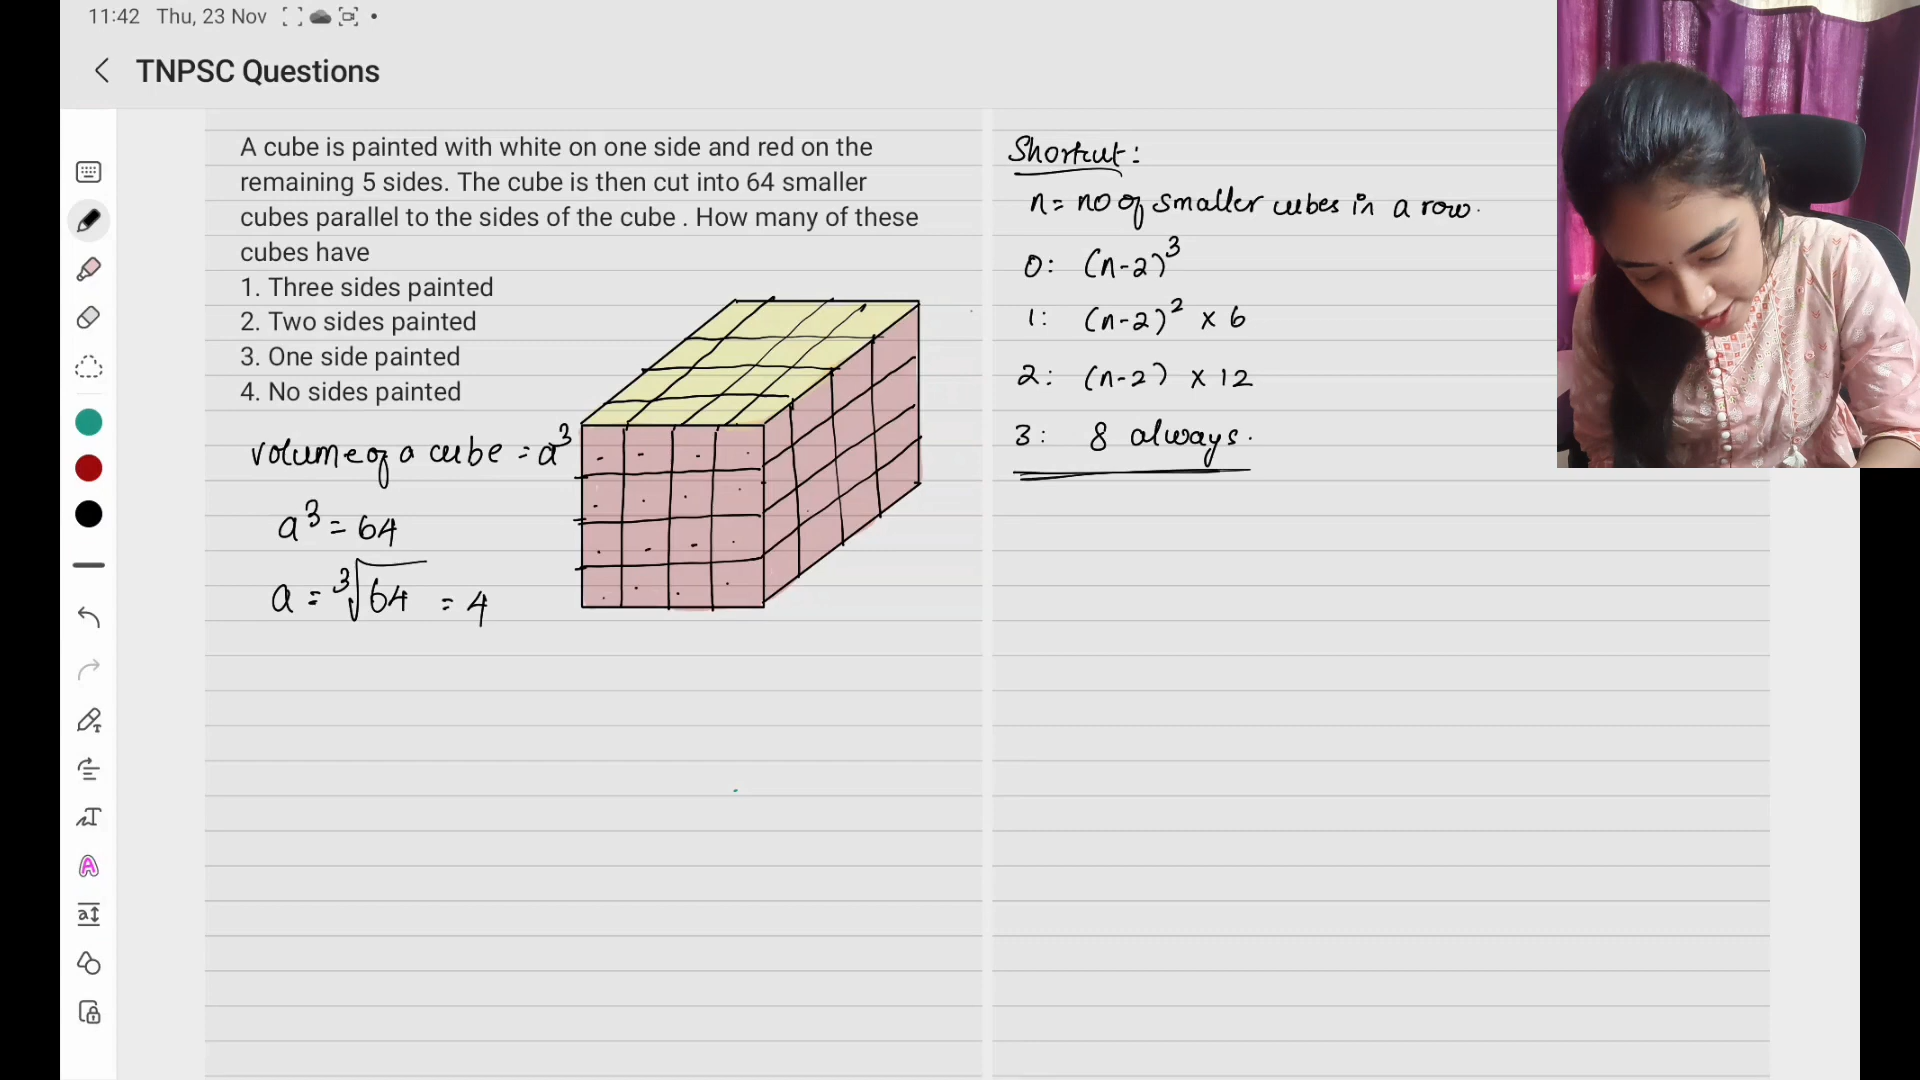 11:42 Thu, 23 Nov
TNPSC Questions
A cube is painted with white on one side and red on the
remaining 5 sides. The cube is then cut into 64 smaller
cubes parallel to the sides of the cube . How many of these
cubes have
1. Three sides painted
2. Two sides painted
3. One side painted
4. No sides painted
volume of a cube = a³
a³ = 64
a = ³√64 = 4
Shortcut:
n = no of smaller cubes in a row.
0: (n-2)³
1: (n-2)² × 6
2: (n-2) × 12
3: 8 always.